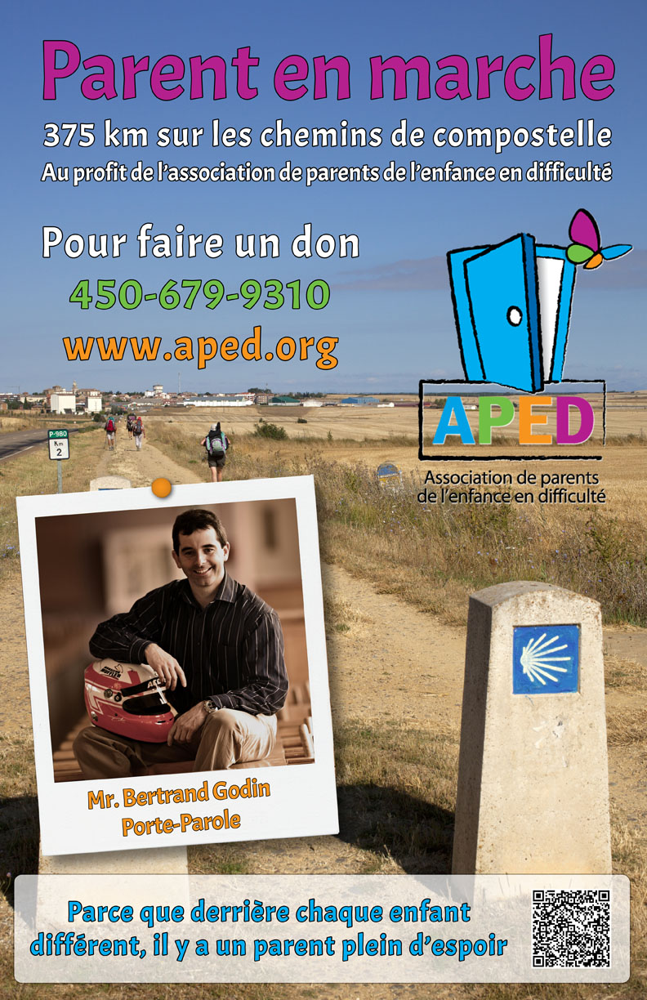 Parent en marche
375 km sur les chemins de compostelle
Au profit de l'association de parents de l'enfance en difficulté
Pour faire un don
450-679-9310
www.aped.org
APED
Association de parents
de l'enfance en difficulté
P-980
Km
2
Mr. Bertrand Godin
Porte-Parole
Parce que derrière chaque enfant
différent, il y a un parent plein d'espoir